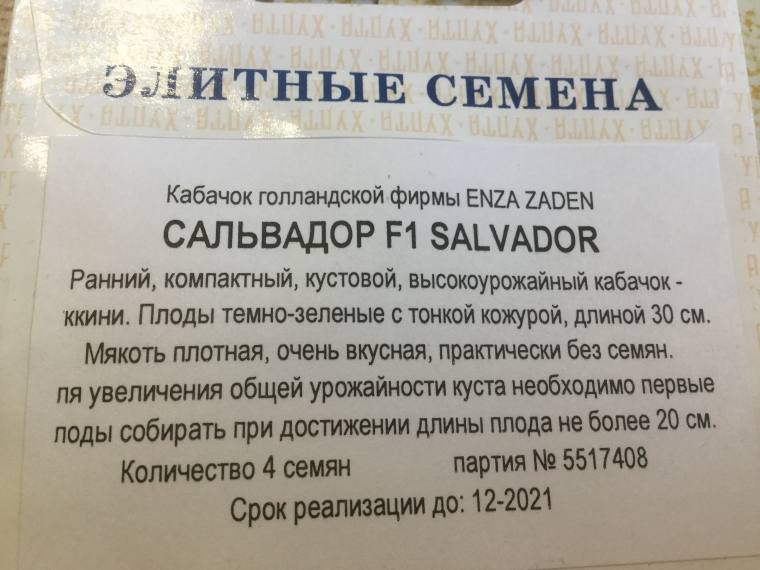 ЭЛИТНЫЕ СЕМЕНА
Кабачок голландской фирмы ENZA ZADEN
САЛЬВАДОР F1 SALVADOR
Ранний, компактный, кустовой, высокоурожайный кабачок -
ккини. Плоды темно-зеленые с тонкой кожурой, длиной 30 см.
Мякоть плотная, очень вкусная, практически без семян.
ля увеличения общей урожайности куста необходимо первые
лоды собирать при достижении длины плода не более 20 см.
Количество 4 семян партия № 5517408
Срок реализации до: 12-2021